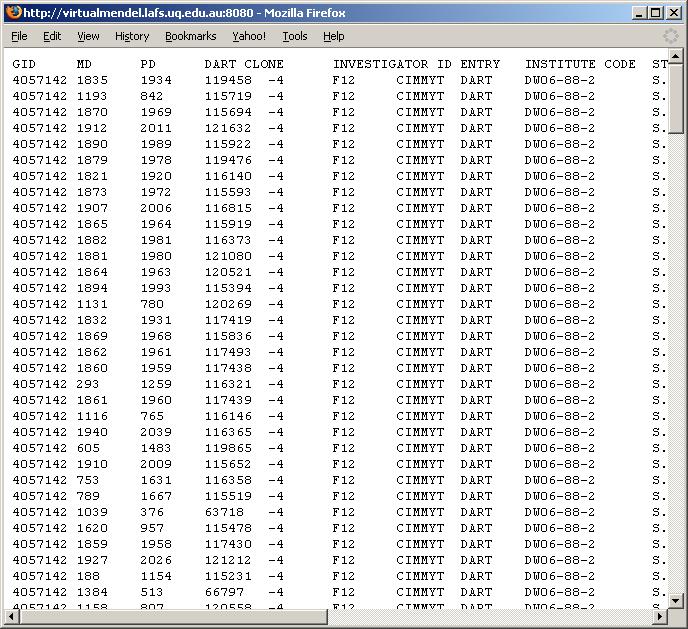 http://virtualmendel.lafs.uq.edu.au:8080 - Mozilla Firefox
File Edit View History Bookmarks Yahoo! Tools Help
GID MD PD DART CLONE INVESTIGATOR ID ENTRY INSTITUTE CODE ST
4057142 1835 1934 119458 -4 F12 CIMMYT DART DW06-88-2 S.
4057142 1193 842 115719 -4 F12 CIMMYT DART DW06-88-2 S.
4057142 1870 1969 115694 -4 F12 CIMMYT DART DW06-88-2 S.
4057142 1912 2011 121632 -4 F12 CIMMYT DART DW06-88-2 S.
4057142 1890 1989 115922 -4 F12 CIMMYT DART DW06-88-2 S.
4057142 1879 1978 119476 -4 F12 CIMMYT DART DW06-88-2 S.
4057142 1821 1920 116140 -4 F12 CIMMYT DART DW06-88-2 S.
4057142 1873 1972 115593 -4 F12 CIMMYT DART DW06-88-2 S.
4057142 1907 2006 116815 -4 F12 CIMMYT DART DW06-88-2 S.
4057142 1865 1964 115919 -4 F12 CIMMYT DART DW06-88-2 S.
4057142 1882 1981 116373 -4 F12 CIMMYT DART DW06-88-2 S.
4057142 1881 1980 121080 -4 F12 CIMMYT DART DW06-88-2 S.
4057142 1864 1963 120521 -4 F12 CIMMYT DART DW06-88-2 S.
4057142 1894 1993 115394 -4 F12 CIMMYT DART DW06-88-2 S.
4057142 1131 780 120269 -4 F12 CIMMYT DART DW06-88-2 S.
4057142 1832 1931 117419 -4 F12 CIMMYT DART DW06-88-2 S.
4057142 1869 1968 115836 -4 F12 CIMMYT DART DW06-88-2 S.
4057142 1862 1961 117493 -4 F12 CIMMYT DART DW06-88-2 S.
4057142 1860 1959 117438 -4 F12 CIMMYT DART DW06-88-2 S.
4057142 293 1259 116321 -4 F12 CIMMYT DART DW06-88-2 S.
4057142 1861 1960 117439 -4 F12 CIMMYT DART DW06-88-2 S.
4057142 1116 765 116146 -4 F12 CIMMYT DART DW06-88-2 S.
4057142 1940 2039 116365 -4 F12 CIMMYT DART DW06-88-2 S.
4057142 605 1483 119865 -4 F12 CIMMYT DART DW06-88-2 S.
4057142 1910 2009 115652 -4 F12 CIMMYT DART DW06-88-2 S.
4057142 753 1631 116358 -4 F12 CIMMYT DART DW06-88-2 S.
4057142 789 1667 115519 -4 F12 CIMMYT DART DW06-88-2 S.
4057142 1039 376 63718 -4 F12 CIMMYT DART DW06-88-2 S.
4057142 1620 957 115478 -4 F12 CIMMYT DART DW06-88-2 S.
4057142 1859 1958 117430 -4 F12 CIMMYT DART DW06-88-2 S.
4057142 1927 2026 121212 -4 F12 CIMMYT DART DW06-88-2 S.
4057142 188 1154 115231 -4 F12 CIMMYT DART DW06-88-2 S.
4057142 1384 513 66797 -4 F12 CIMMYT DART DW06-88-2 S.
4057142 1158 807 120558 -4 F12 CIMMYT DART DW06-88-2 S.